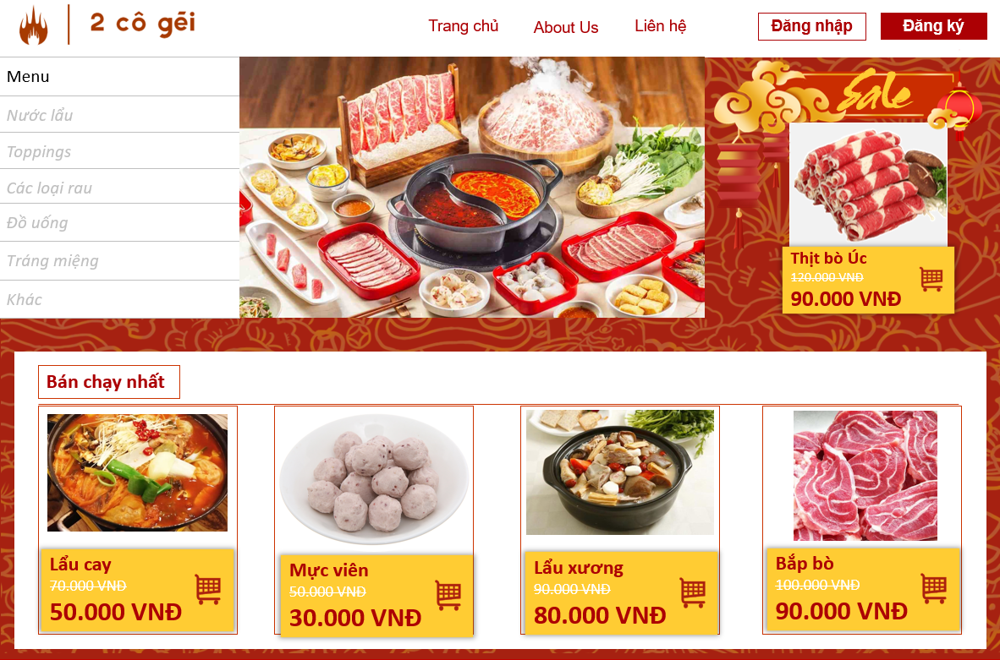 2 cô gái
Trang chủ
About Us
Liên hệ
Đăng nhập
Đăng ký
Menu
Nước lẩu
Toppings
Các loại rau
Đồ uống
Tráng miệng
Khác
Sale
Thịt bò Úc
120.000 VNĐ
90.000 VNĐ
Bán chạy nhất
Lẩu cay
70.000 VNĐ
50.000 VNĐ
Mực viên
50.000 VNĐ
30.000 VNĐ
Lẩu xương
90.000 VNĐ
80.000 VNĐ
Bắp bò
100.000 VNĐ
90.000 VNĐ